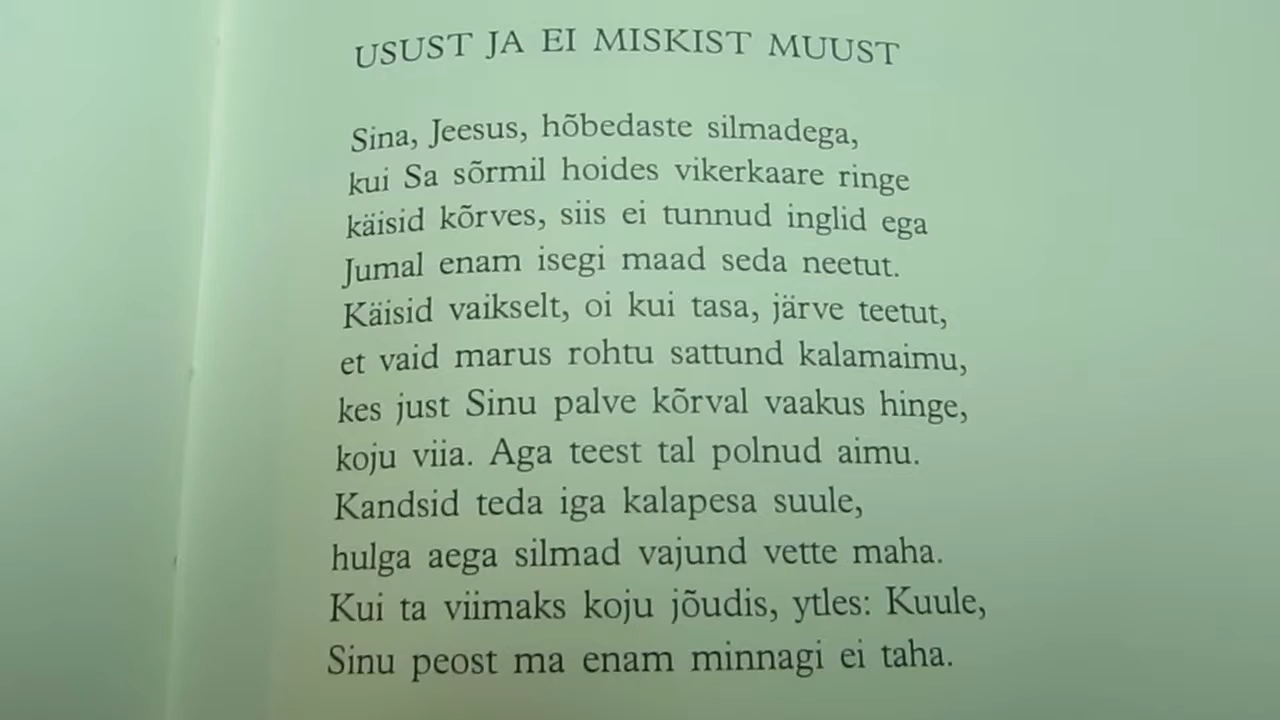 USUST JA EI MISKIST MUUST
Sina, Jeesus, hõbedaste silmadega,
kui Sa sõrmil hoides vikerkaare ringe
käisid kõrves, siis ei tunnud inglid ega
Jumal enam isegi maad seda neetut.
Käisid vaikselt, oi kui tasa, järve teetut,
et vaid marus rohtu sattund kalamaimu,
kes just Sinu palve kõrval vaakus hinge,
koju viia. Aga teest tal polnud aimu.
Kandsid teda iga kalapesa suule,
hulga aega silmad vajund vette maha.
Kui ta viimaks koju jõudis, ytles: Kuule,
Sinu peost ma enam minnagi ei taha.